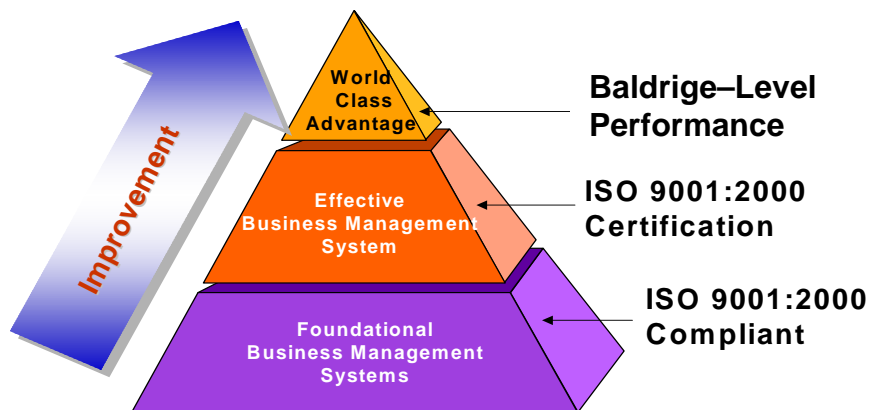 World
Class
Advantage
Baldrige–Level
Performance
Improvement
Effective
Business Management
System
ISO 9001:2000
Certification
Foundational
Business Management
Systems
ISO 9001:2000
Compliant